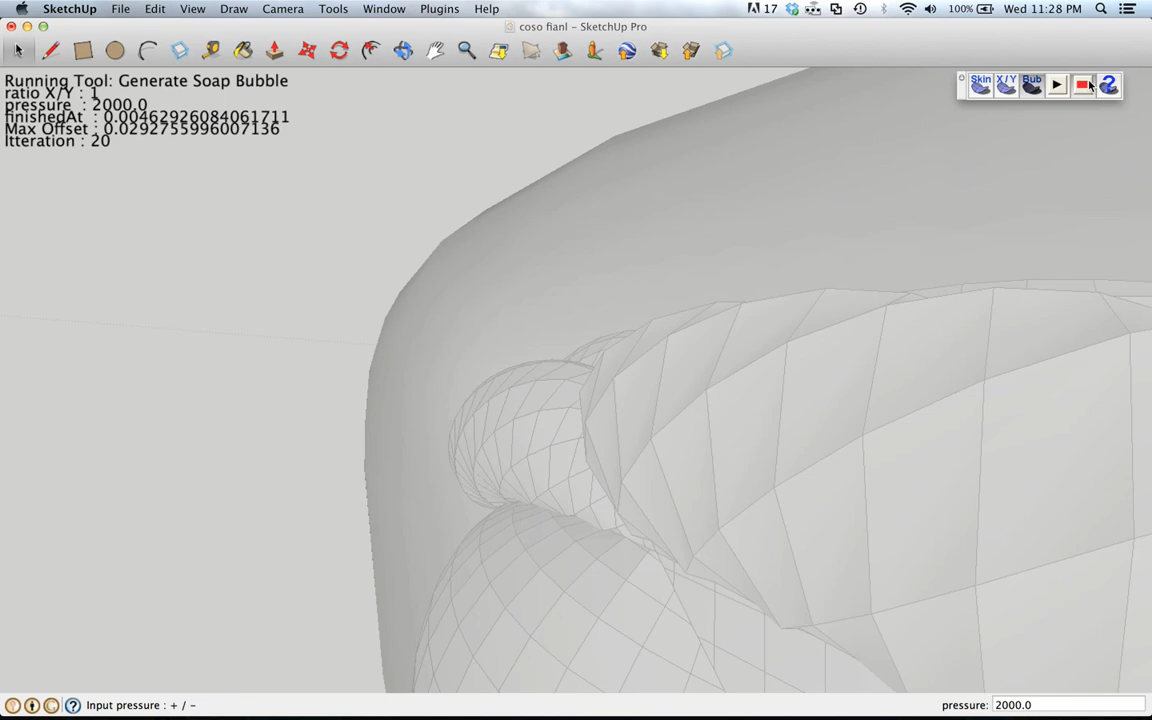 SketchUp File Edit View Draw Camera Tools Window Plugins Help 17 100% Wed 11:28 PM
coso fianl - SketchUp Pro
Running Tool: Generate Soap Bubble
ratio X/Y : 1
pressure : 2000.0
finishedAt : 0.00462926084061711
Max Offset : 0.0292755996007136
Itteration : 20
Skin X/Y Bub ?
Input pressure : + / - pressure: 2000.0